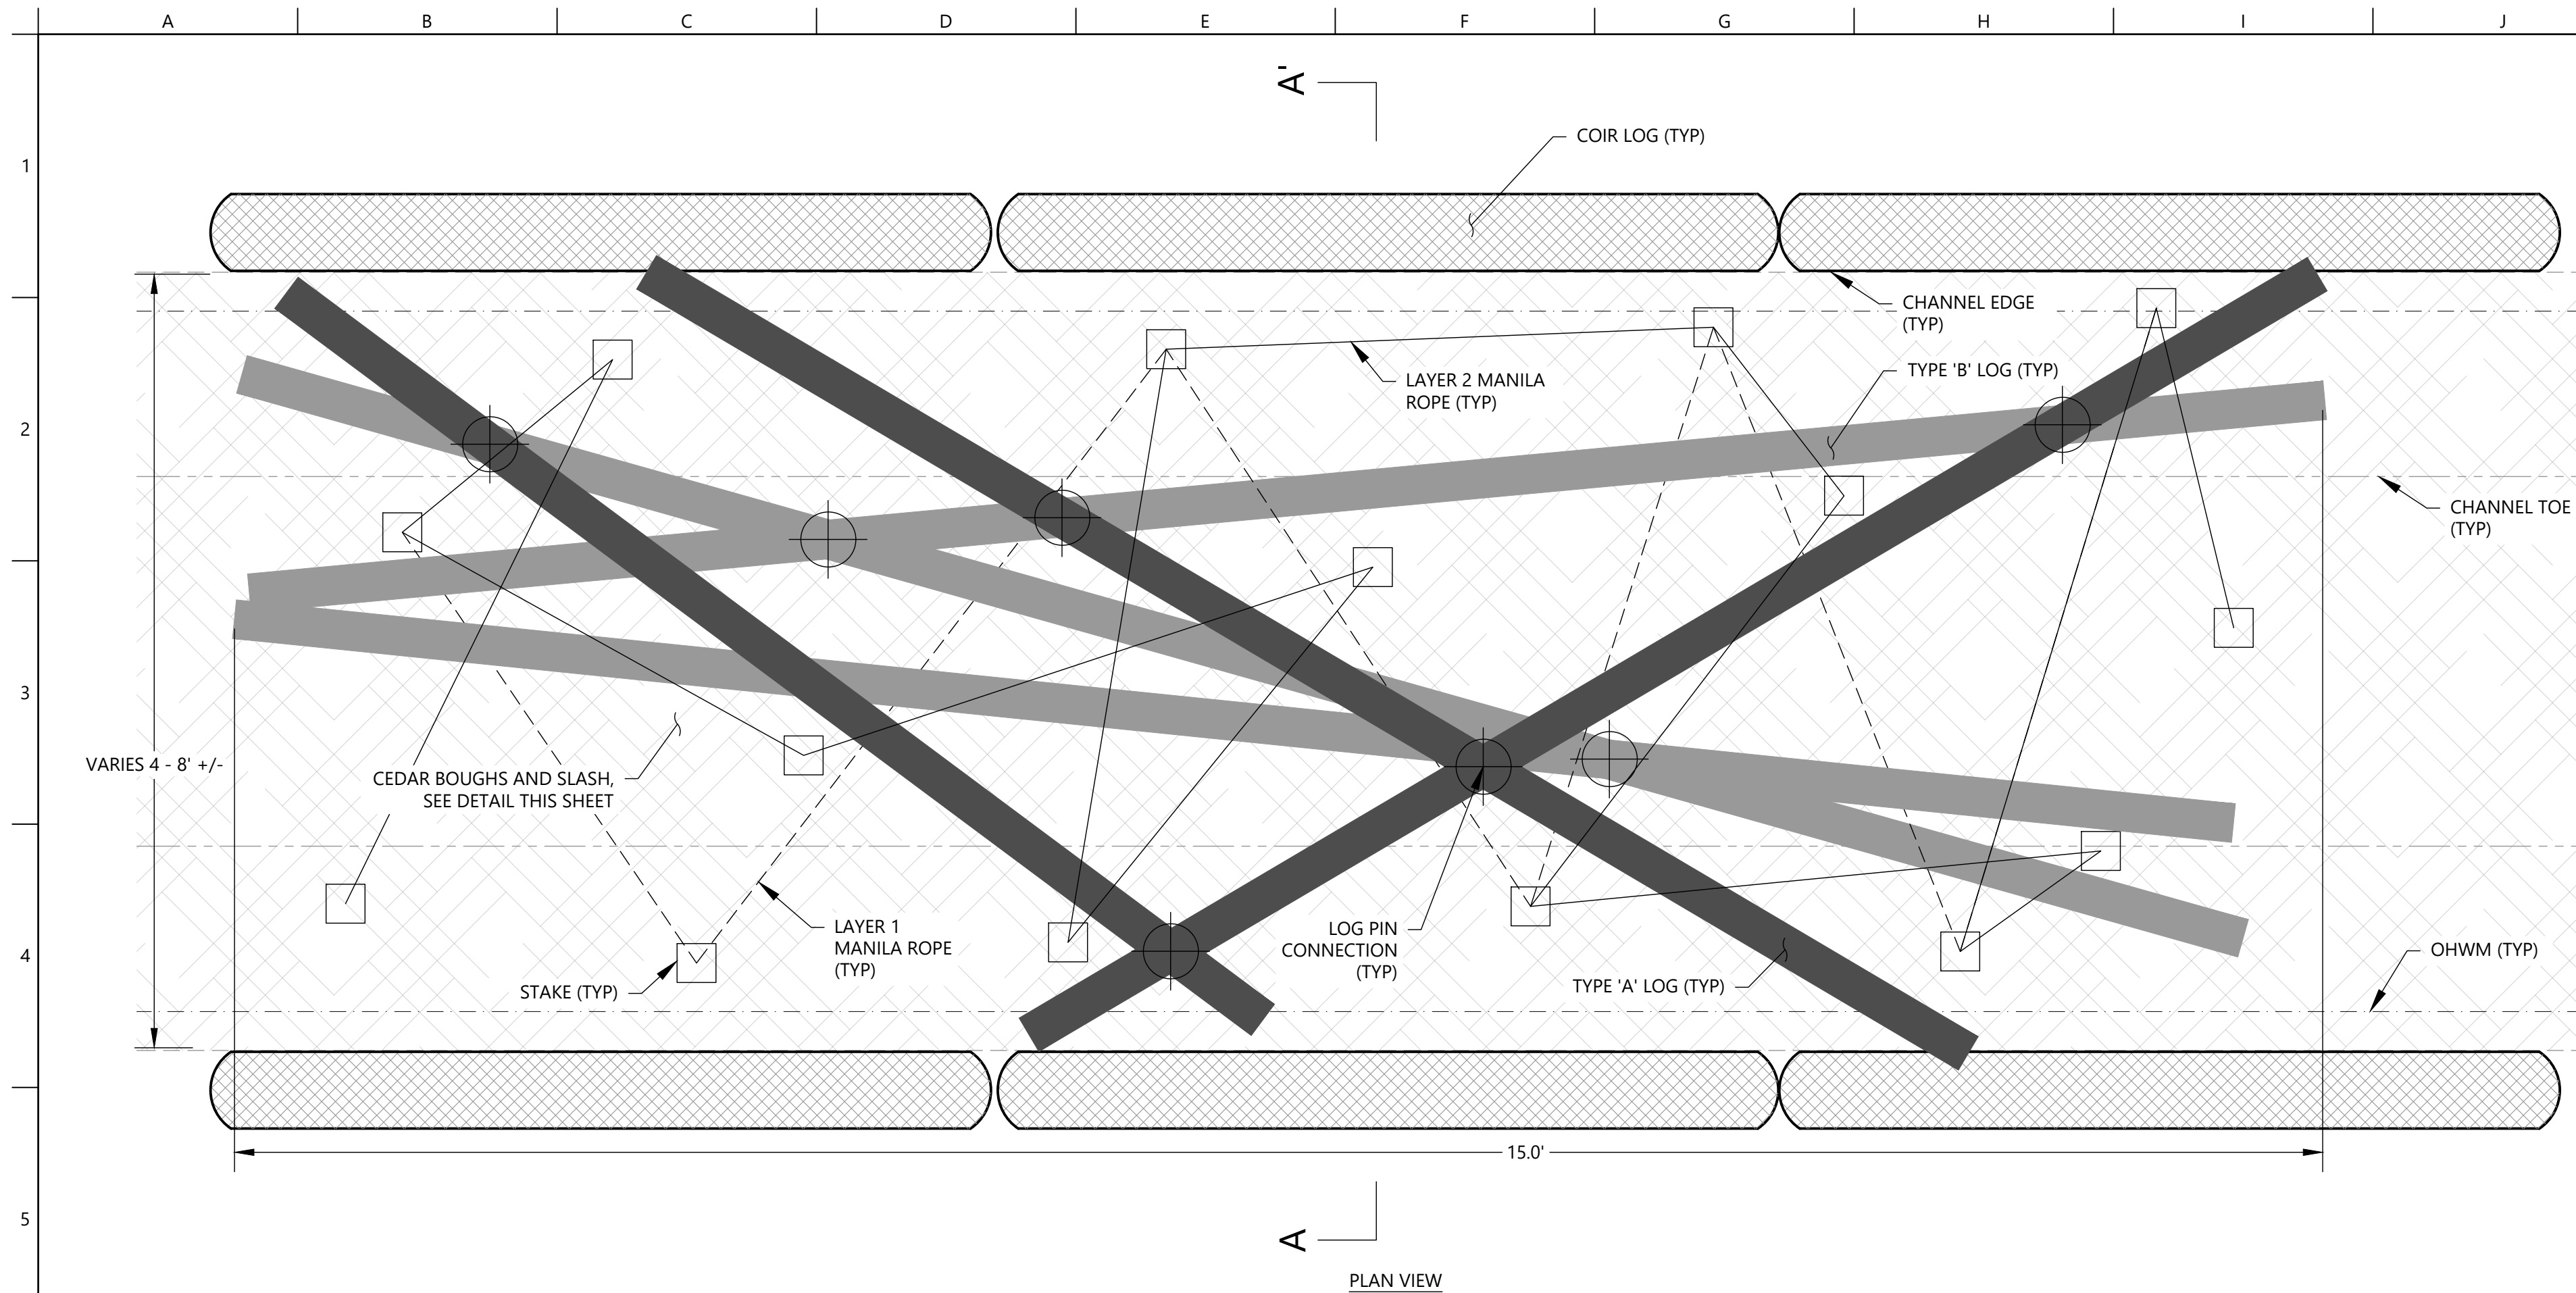 A B C D E F G H I J
A'
COIR LOG (TYP)
1
CHANNEL EDGE
(TYP)
TYPE 'B' LOG (TYP)
LAYER 2 MANILA
ROPE (TYP)
2
CHANNEL TOE
(TYP)
3
VARIES 4 - 8' +/-
CEDAR BOUGHS AND SLASH,
SEE DETAIL THIS SHEET
LAYER 1
MANILA ROPE
(TYP)
LOG PIN
CONNECTION
(TYP)
OHWM (TYP)
4
STAKE (TYP)
TYPE 'A' LOG (TYP)
15.0'
5
A
PLAN VIEW